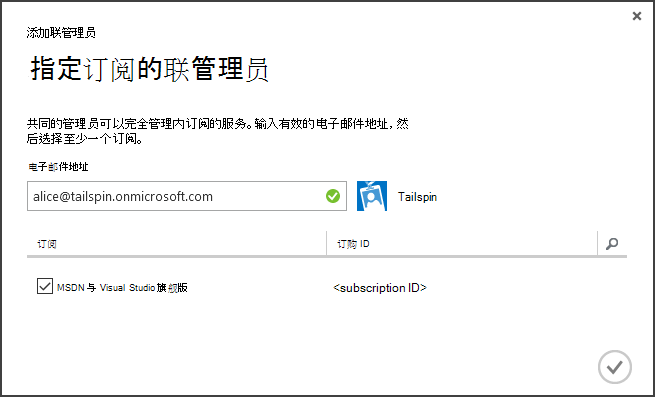 添加联管理员
指定订阅的联管理员
共同的管理员可以完全管理内订阅的服务。输入有效的电子邮件地址, 然
后选择至少一个订阅。
电子邮件地址
alice@tailspin.onmicrosoft.com Tailspin
订阅 订购 ID
MSDN 与 Visual Studio 旗舰版 <subscription ID>